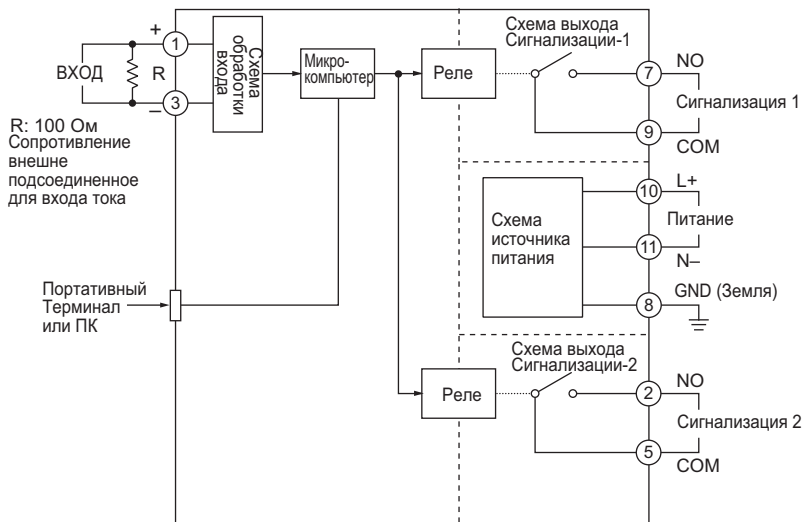 +
1
ВХОД
R
3
–
R: 100 Ом
Сопротивление
внешне
подсоединенное
для входа тока
Схема
обработки
входа
Микро-
компьютер
Реле
Схема выхода
Сигнализации-1
7
NO
Сигнализация 1
9
COM
Схема
источника
питания
10
L+
Питание
11
N–
8
GND (Земля)
Портативный
Терминал
или ПК
Схема выхода
Сигнализации-2
Реле
2
NO
Сигнализация 2
5
COM